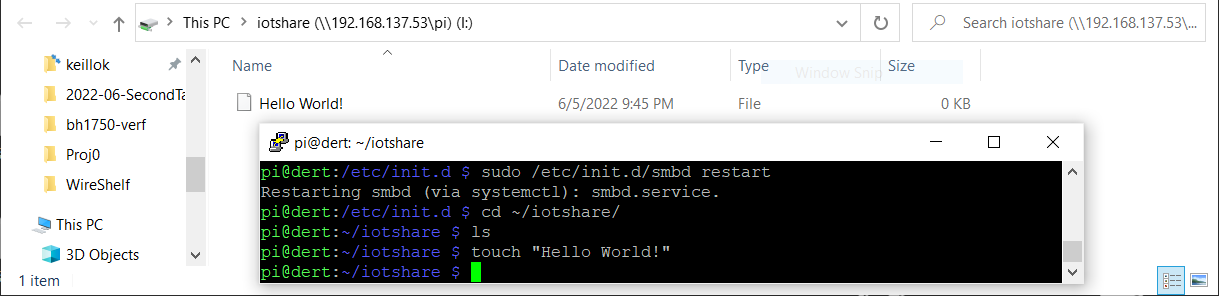 This PC > iotshare (\\192.168.137.53\pi) (I:)
Search iotshare (\\192.168.137.53\...
keillok
2022-06-SecondTa
bh1750-verf
Proj0
WireShelf
This PC
3D Objects
Name Date modified Type Size
Window Snip
Hello World! 6/5/2022 9:45 PM File 0 KB
pi@dert: ~/iotshare
pi@dert:/etc/init.d $ sudo /etc/init.d/smbd restart
Restarting smbd (via systemctl): smbd.service.
pi@dert:/etc/init.d $ cd ~/iotshare/
pi@dert:~/iotshare $ ls
pi@dert:~/iotshare $ touch "Hello World!"
pi@dert:~/iotshare $
1 item